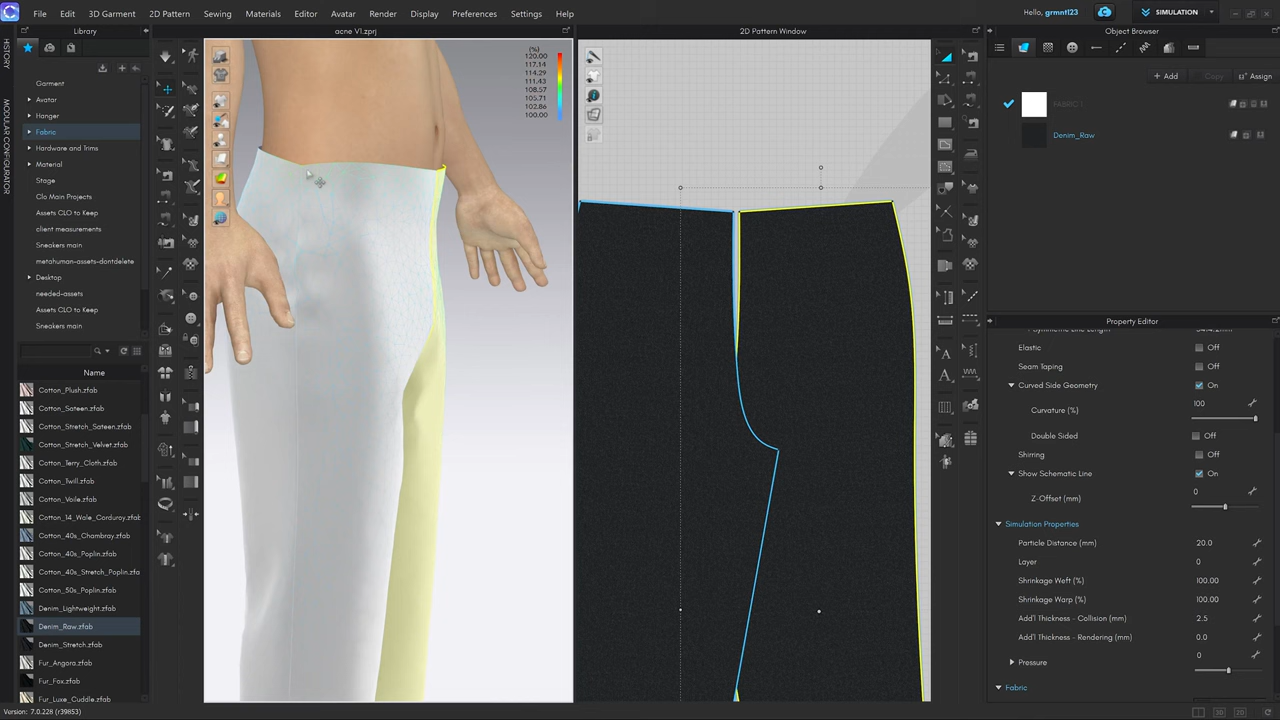 File Edit 3D Garment 2D Pattern Sewing Materials Editor Avatar Render Display Preferences Settings Help
Hello, grmnt123
SIMULATION
HISTORY
MODULAR CONFIGURATOR
Library
Garment
Avatar
Hanger
Fabric
Hardware and Trims
Material
Stage
Clo Main Projects
Assets CLO to Keep
client measurements
Sneakers main
metahuman-assets-dontdelete
Desktop
needed-assets
Assets CLO to Keep
Sneakers main
Name
Cotton_Plush.zfab
Cotton_Sateen.zfab
Cotton_Stretch_Sateen.zfab
Cotton_Stretch_Velvet.zfab
Cotton_Terry_Cloth.zfab
Cotton_Twill.zfab
Cotton_Voile.zfab
Cotton_14_Wale_Corduroy.zfab
Cotton_40s_Chambray.zfab
Cotton_40s_Poplin.zfab
Cotton_40s_Stretch_Poplin.zfa
Cotton_50s_Poplin.zfab
Denim_Lightweight.zfab
Denim_Raw.zfab
Denim_Stretch.zfab
Fur_Angora.zfab
Fur_Fox.zfab
Fur_Luxe_Cuddle.zfab
Version: 7.0.228 (r39853)
acne V1.zprj
(%)
120.00
117.14
114.29
111.43
108.57
105.71
102.86
100.00
2D Pattern Window
Object Browser
+ Add Copy Assign
FABRIC 1
Denim_Raw
Property Editor
Elastic Off
Seam Taping Off
Curved Side Geometry On
Curvature (%) 100
Double Sided Off
Shirring Off
Show Schematic Line On
Z-Offset (mm) 0
Simulation Properties
Particle Distance (mm) 20.0
Layer 0
Shrinkage Weft (%) 100.00
Shrinkage Warp (%) 100.00
Add'l Thickness - Collision (mm) 2.5
Add'l Thickness - Rendering (mm) 0.0
Pressure 0
Fabric